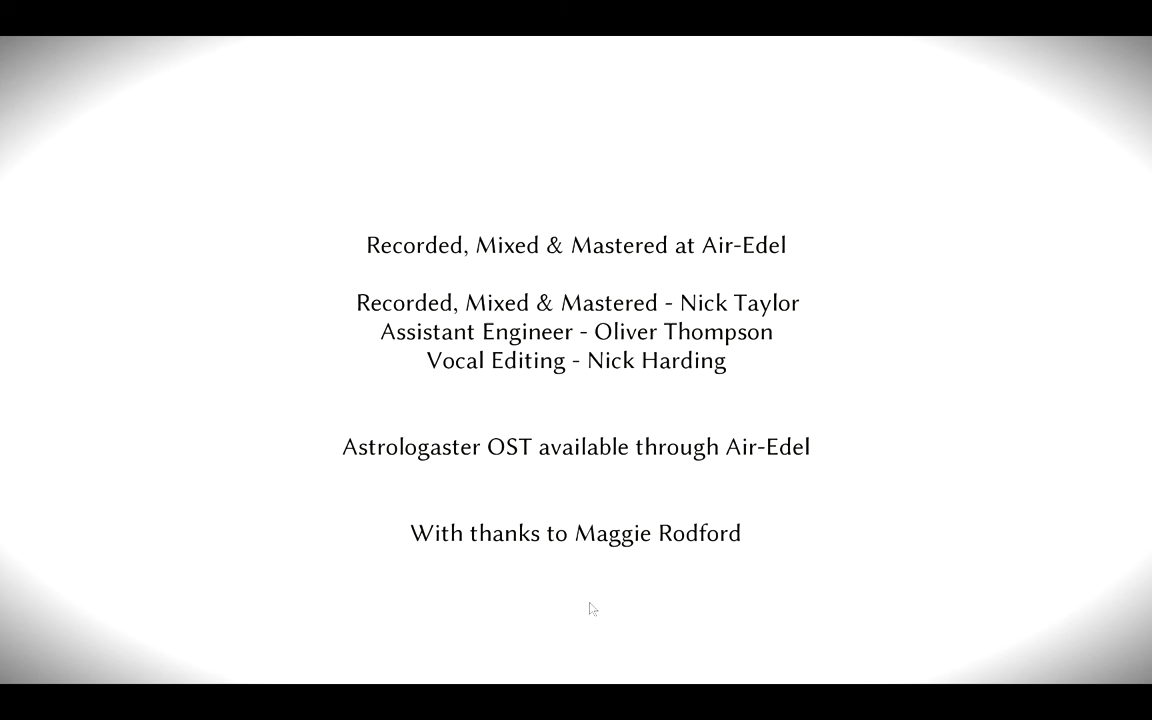 Recorded, Mixed & Mastered at Air-Edel
Recorded, Mixed & Mastered - Nick Taylor
Assistant Engineer - Oliver Thompson
Vocal Editing - Nick Harding
Astrologaster OST available through Air-Edel
With thanks to Maggie Rodford